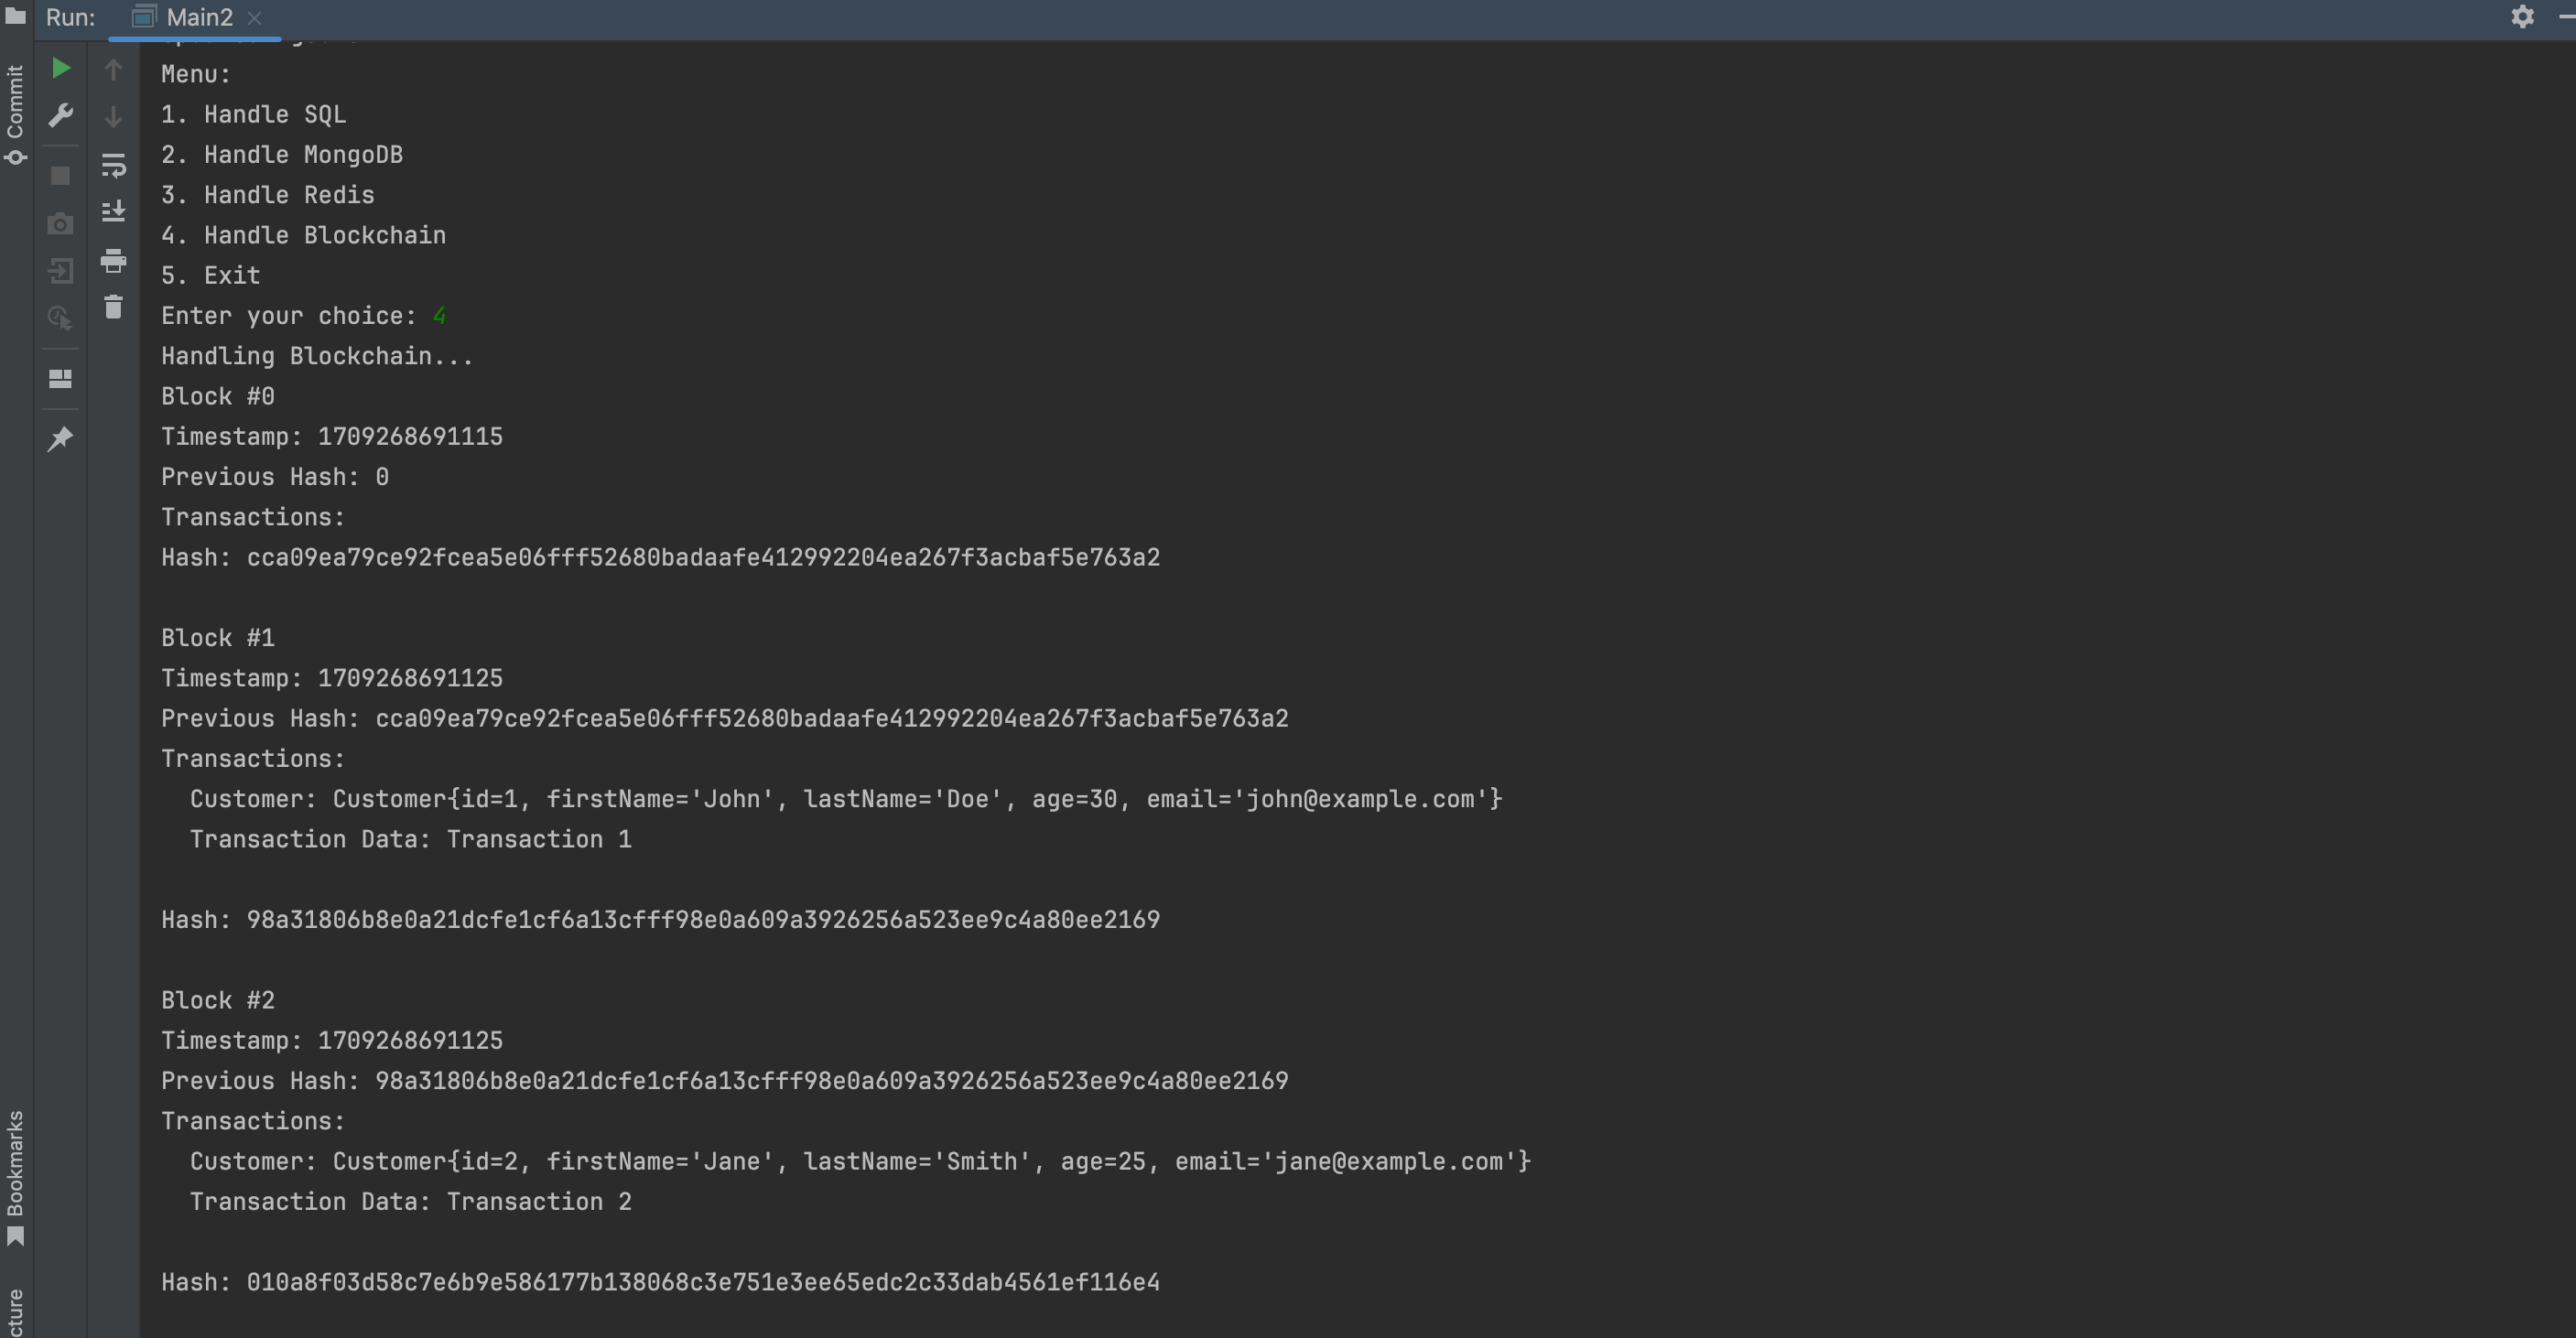 Run: Main2
Commit
Menu:
1. Handle SQL
2. Handle MongoDB
3. Handle Redis
4. Handle Blockchain
5. Exit
Enter your choice: 4
Handling Blockchain...
Block #0
Timestamp: 1709268691115
Previous Hash: 0
Transactions:
Hash: cca09ea79ce92fcea5e06fff52680badaafe412992204ea267f3acbaf5e763a2
Block #1
Timestamp: 1709268691125
Previous Hash: cca09ea79ce92fcea5e06fff52680badaafe412992204ea267f3acbaf5e763a2
Transactions:
Customer: Customer{id=1, firstName='John', lastName='Doe', age=30, email='john@example.com'}
Transaction Data: Transaction 1
Hash: 98a31806b8e0a21dcfe1cf6a13cfff98e0a609a3926256a523ee9c4a80ee2169
Block #2
Timestamp: 1709268691125
Previous Hash: 98a31806b8e0a21dcfe1cf6a13cfff98e0a609a3926256a523ee9c4a80ee2169
Transactions:
Customer: Customer{id=2, firstName='Jane', lastName='Smith', age=25, email='jane@example.com'}
Transaction Data: Transaction 2
Hash: 010a8f03d58c7e6b9e586177b138068c3e751e3ee65edc2c33dab4561ef116e4
Bookmarks
cture